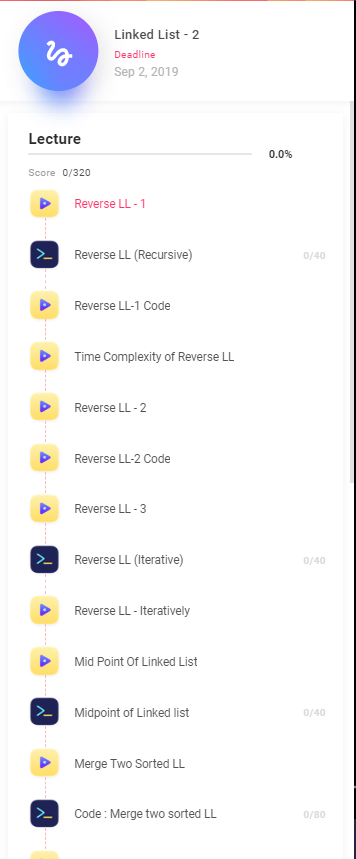 Linked List - 2
Deadline
Sep 2, 2019
Lecture
0.0%
Score 0/320
Reverse LL - 1
Reverse LL (Recursive) 0/40
Reverse LL-1 Code
Time Complexity of Reverse LL
Reverse LL - 2
Reverse LL-2 Code
Reverse LL - 3
Reverse LL (Iterative) 0/40
Reverse LL - Iteratively
Mid Point Of Linked List
Midpoint of Linked list 0/40
Merge Two Sorted LL
Code : Merge two sorted LL 0/80